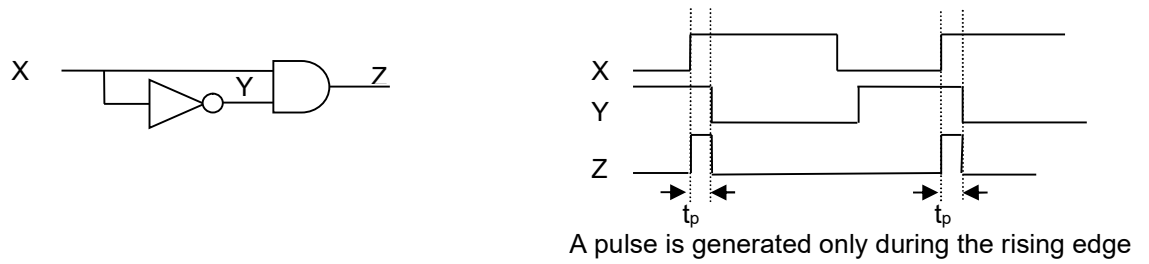 X
Y
Z
X
Y
Z
tp
tp
A pulse is generated only during the rising edge